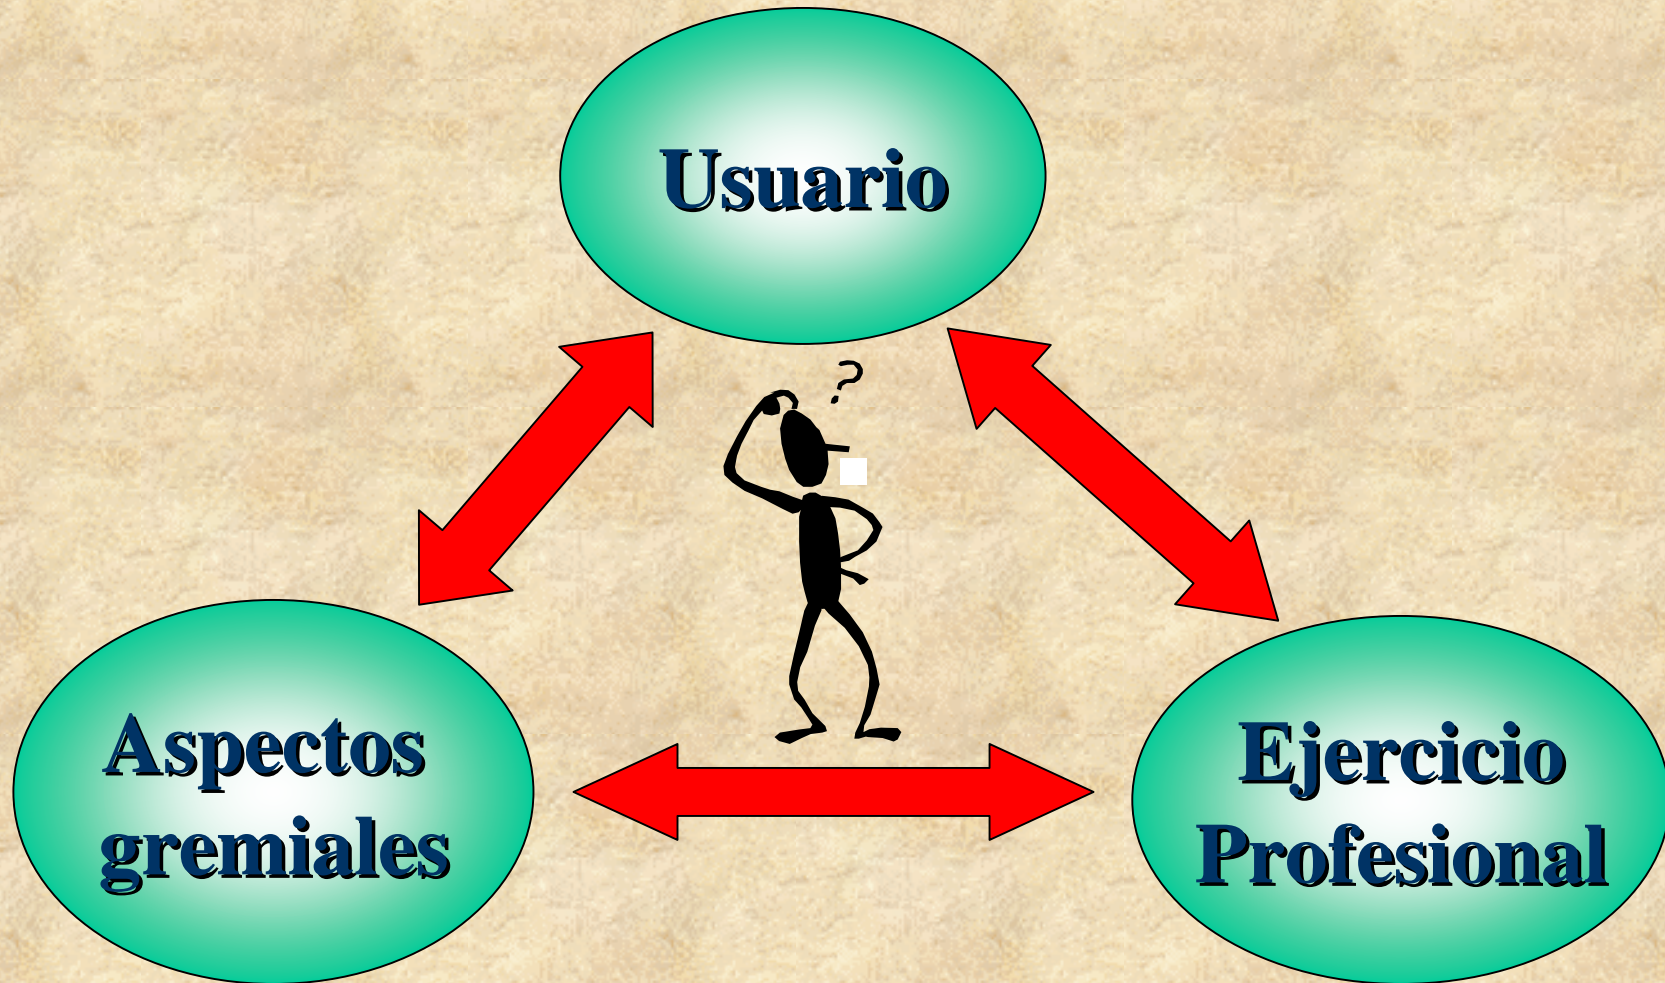 Usuario
?
Aspectos
gremiales
Ejercicio
Profesional